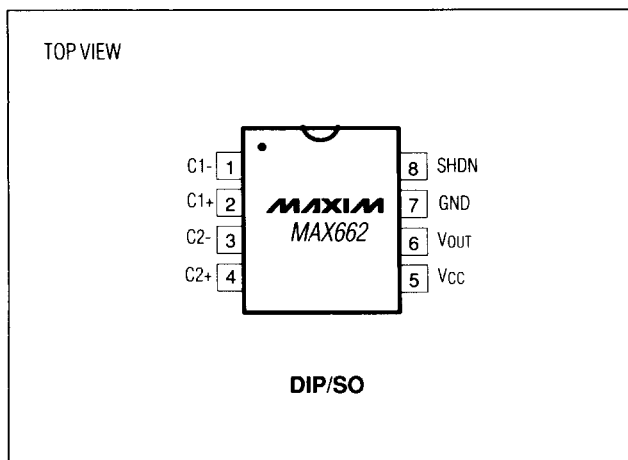 TOP VIEW
C1- 1
C1+ 2
C2- 3
C2+ 4
MAXIM
MAX662
8 SHDN
7 GND
6 VOUT
5 VCC
DIP/SO